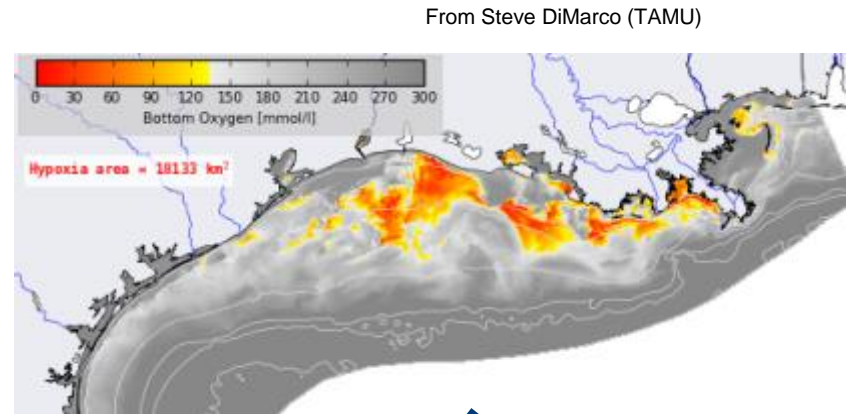 From Steve DiMarco (TAMU)
0 30 60 90 120 150 180 210 240 270 300
Bottom Oxygen [mmol/l]
Hypoxia area = 18133 km²